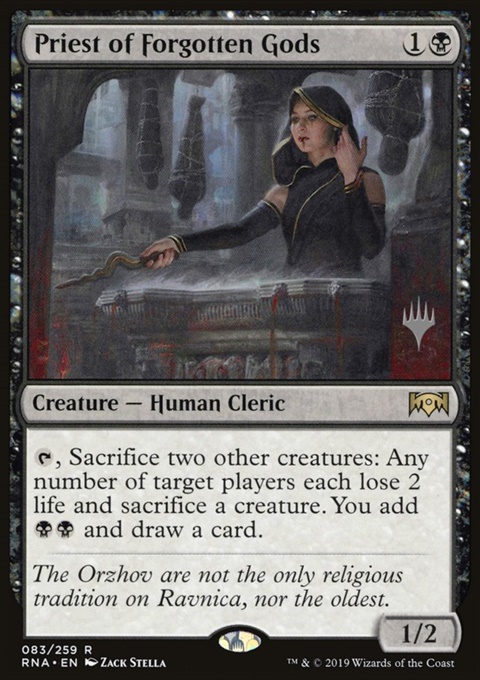 Priest of Forgotten Gods 1
Creature — Human Cleric
, Sacrifice two other creatures: Any
number of target players each lose 2
life and sacrifice a creature. You add
and draw a card.
The Orzhov are not the only religious
tradition on Ravnica, nor the oldest.
1/2
083/259 R
RNA • EN Zack Stella
™ & © 2019 Wizards of the Coast